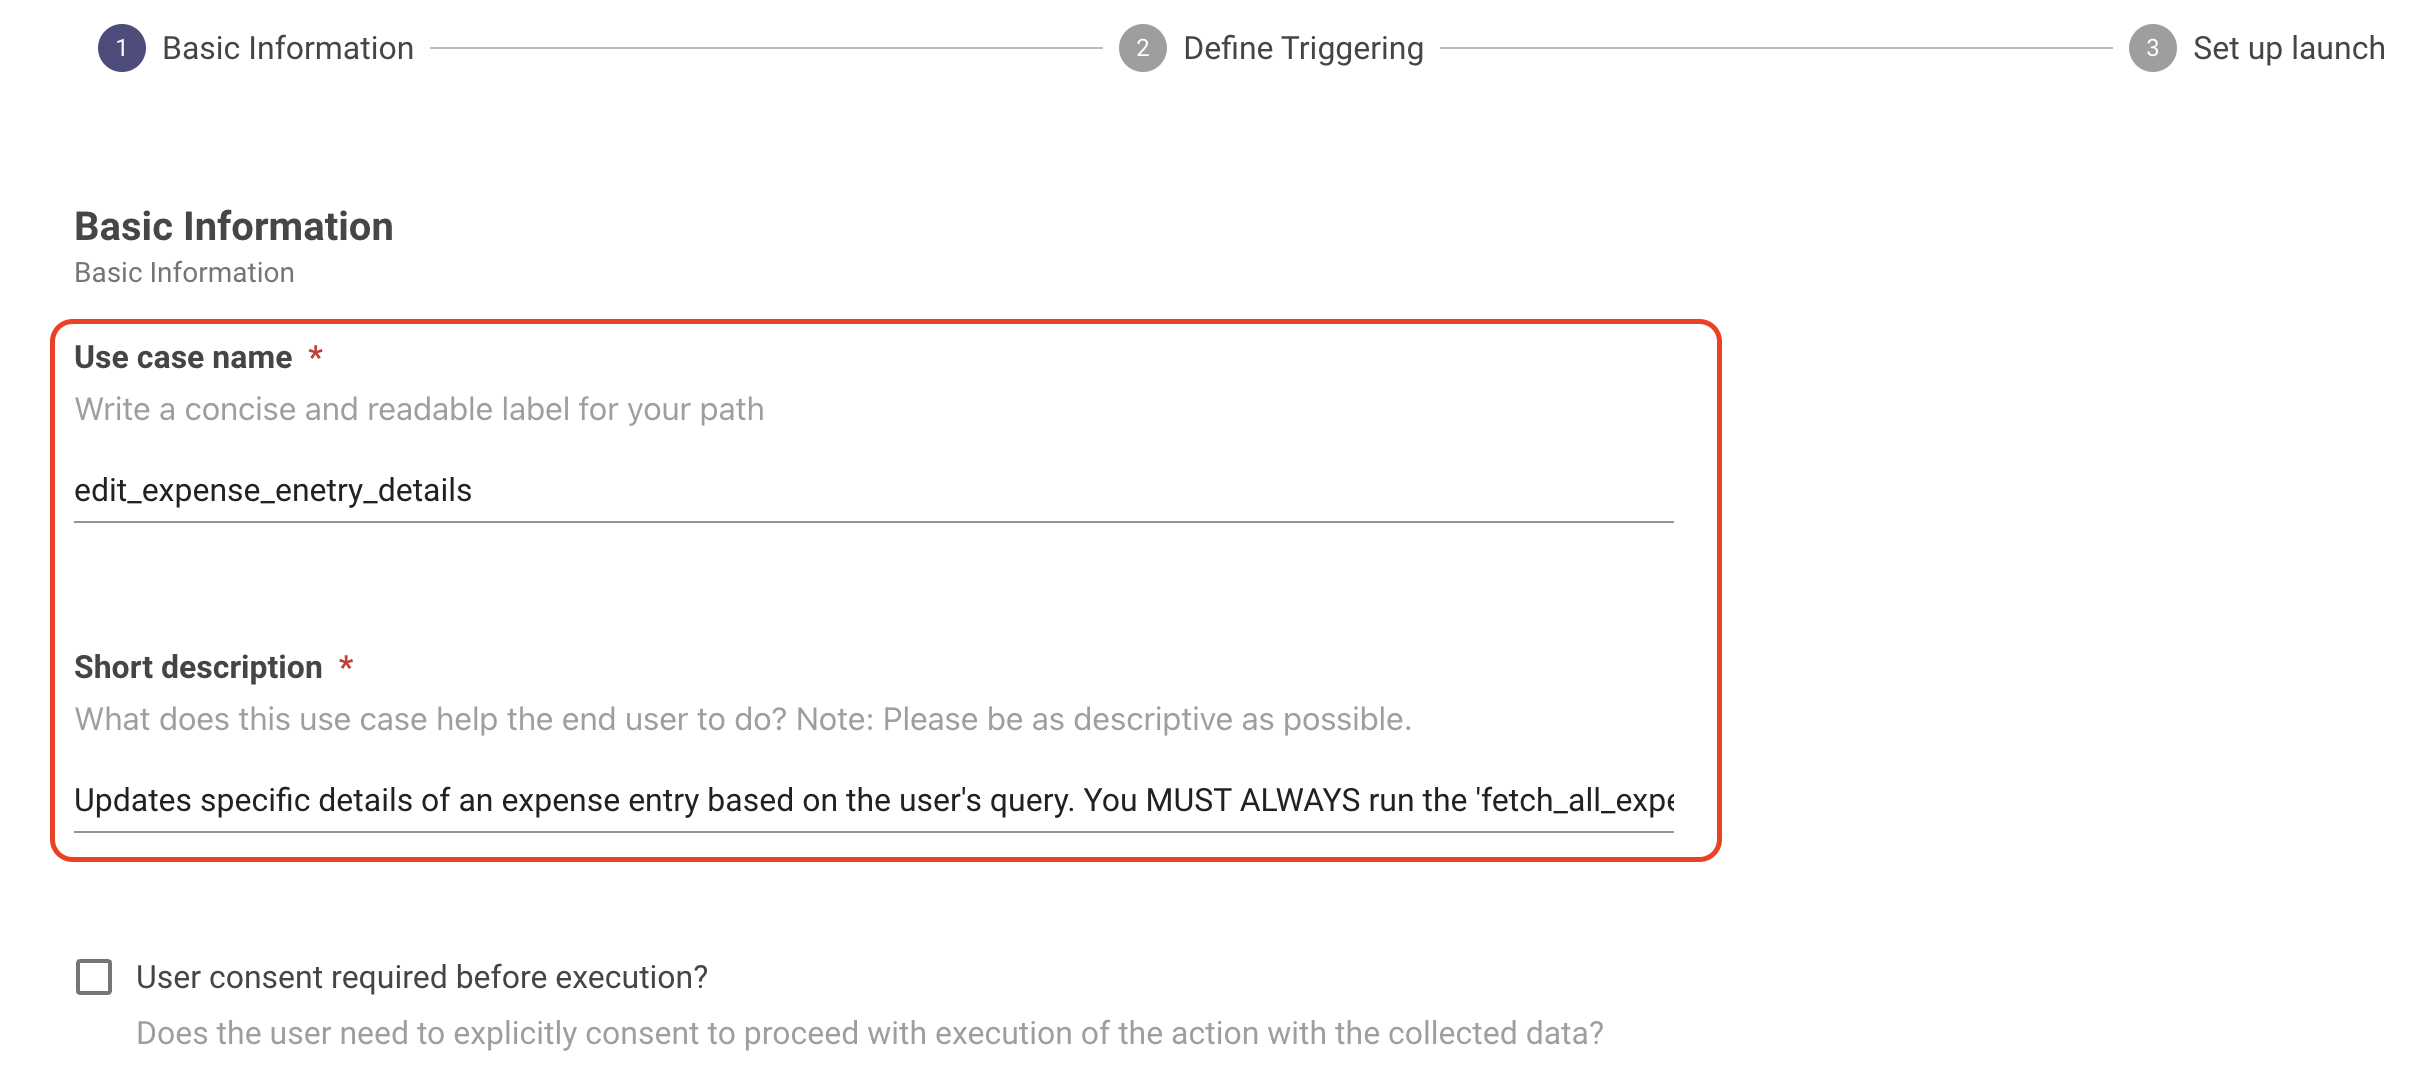 1 Basic Information 2 Define Triggering 3 Set up launch
Basic Information
Basic Information
Use case name *
Write a concise and readable label for your path
edit_expense_enetry_details
Short description *
What does this use case help the end user to do? Note: Please be as descriptive as possible.
Updates specific details of an expense entry based on the user's query. You MUST ALWAYS run the 'fetch_all_expe
User consent required before execution?
Does the user need to explicitly consent to proceed with execution of the action with the collected data?